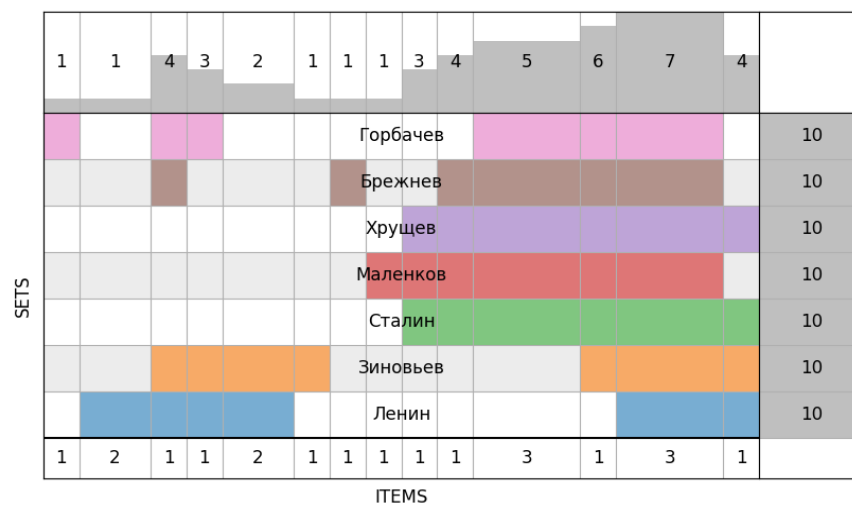 1 1 4 3 2 1 1 1 3 4 5 6 7 4
Горбачев 10
Брежнев 10
Хрущев 10
Маленков 10
Сталин 10
Зиновьев 10
Ленин 10
SETS
1 2 1 1 2 1 1 1 1 1 3 1 3 1
ITEMS